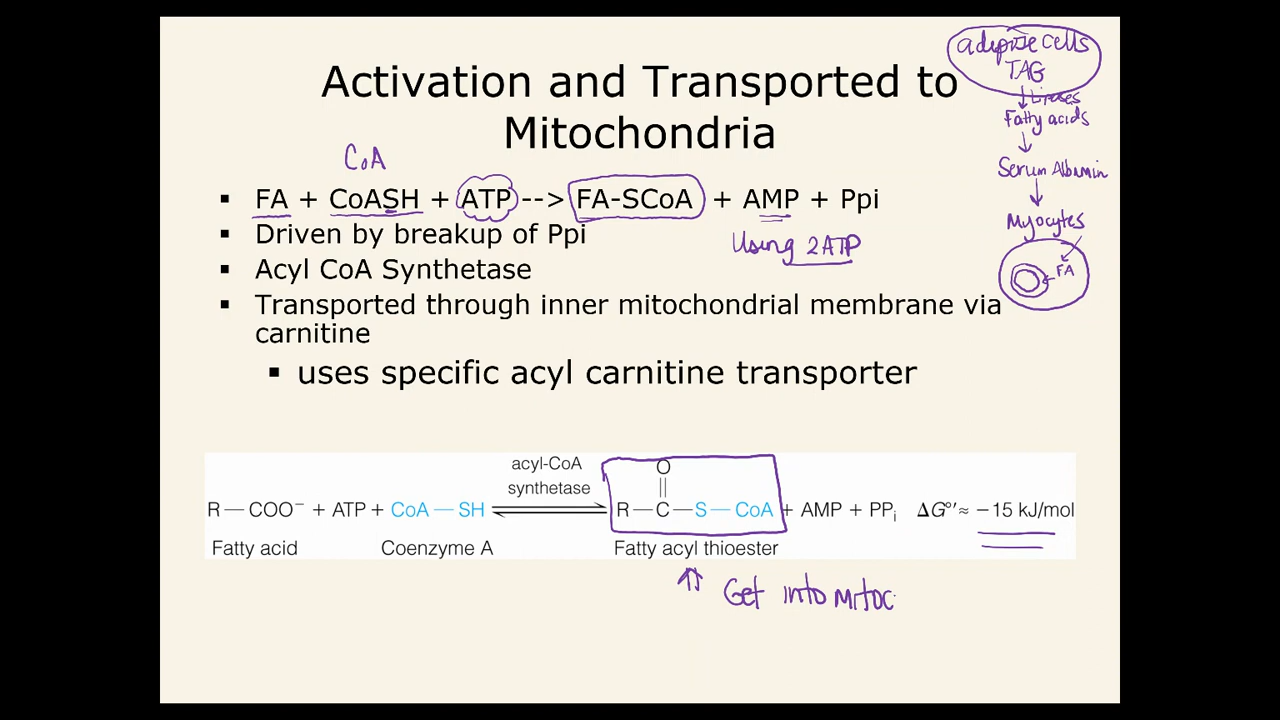 Activation and Transported to
Mitochondria
CoA
▪ FA + CoASH + ATP --> FA-SCoA + AMP + Ppi
▪ Driven by breakup of Ppi
Using 2ATP
▪ Acyl CoA Synthetase
▪ Transported through inner mitochondrial membrane via
carnitine
▪ uses specific acyl carnitine transporter
adipose cells
TAG
↓ Lipases
Fatty acids
↓
Serum Albumin
↓
Myocytes
FA
acyl-CoA
synthetase
O
||
R—COO⁻ + ATP + CoA—SH ⇌ R—C—S—CoA + AMP + PPi ΔG°′≈ −15 kJ/mol
Fatty acid Coenzyme A Fatty acyl thioester
⇑ Get into mitoc